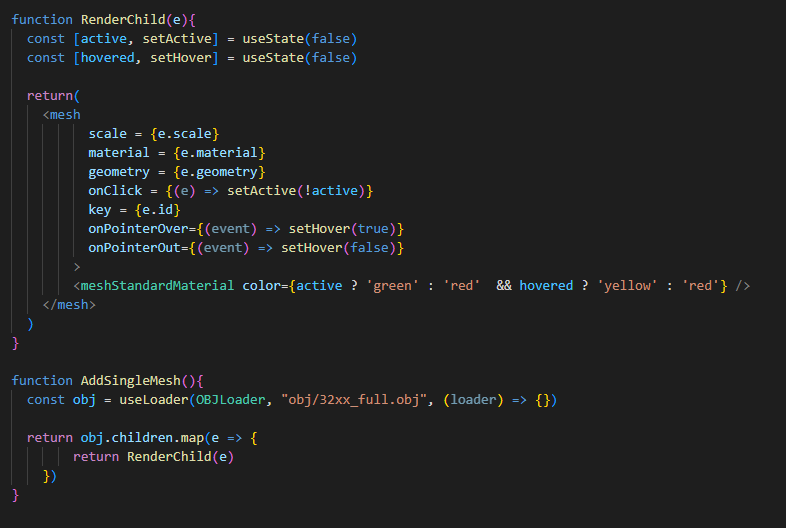 function RenderChild(e){
const [active, setActive] = useState(false)
const [hovered, setHover] = useState(false)
return(
<mesh
scale = {e.scale}
material = {e.material}
geometry = {e.geometry}
onClick = {(e) => setActive(!active)}
key = {e.id}
onPointerOver={(event) => setHover(true)}
onPointerOut={(event) => setHover(false)}
>
<meshStandardMaterial color={active ? 'green' : 'red'  && hovered ? 'yellow' : 'red'} />
</mesh>
)
}
function AddSingleMesh(){
const obj = useLoader(OBJLoader, "obj/32xx_full.obj", (loader) => {})
return obj.children.map(e => {
return RenderChild(e)
})
}